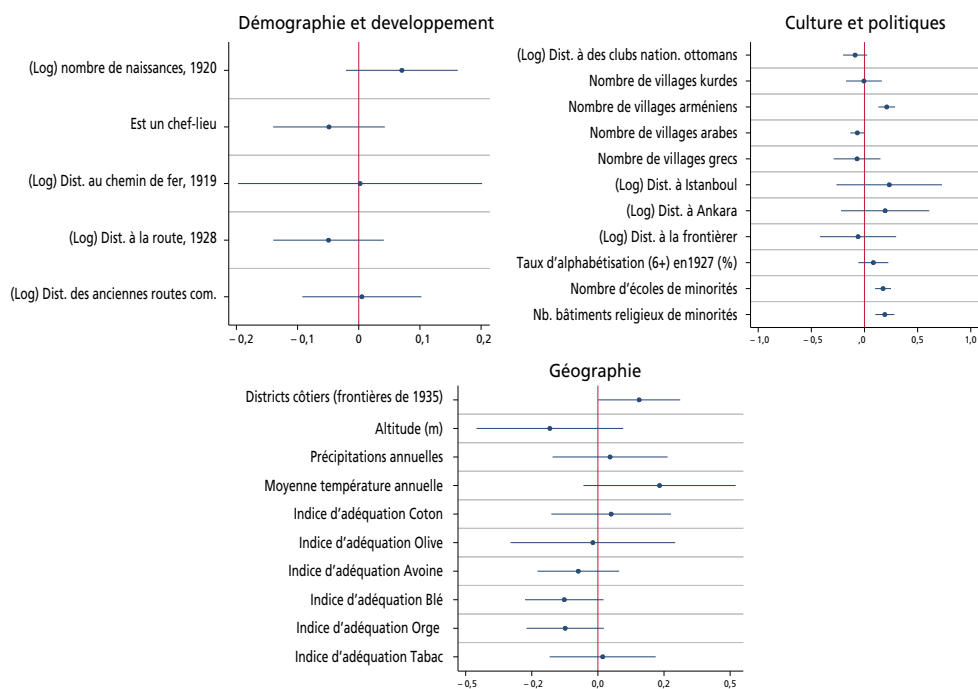 Démographie et developpement
(Log) nombre de naissances, 1920
Est un chef-lieu
(Log) Dist. au chemin de fer, 1919
(Log) Dist. à la route, 1928
(Log) Dist. des anciennes routes com.
– 0,2 – 0,1 0 0,1 0,2
Culture et politiques
(Log) Dist. à des clubs nation. ottomans
Nombre de villages kurdes
Nombre de villages arméniens
Nombre de villages arabes
Nombre de villages grecs
(Log) Dist. à Istanboul
(Log) Dist. à Ankara
(Log) Dist. à la frontièrer
Taux d’alphabétisation (6+) en1927 (%)
Nombre d’écoles de minorités
Nb. bâtiments religieux de minorités
– 1,0 – 0,5 ,0 0,5 1,0
Géographie
Districts côtiers (frontières de 1935)
Altitude (m)
Précipitations annuelles
Moyenne température annuelle
Indice d’adéquation Coton
Indice d’adéquation Olive
Indice d’adéquation Avoine
Indice d’adéquation Blé
Indice d’adéquation Orge
Indice d’adéquation Tabac
– 0,5 – 0,2 0,0 0,2 0,5